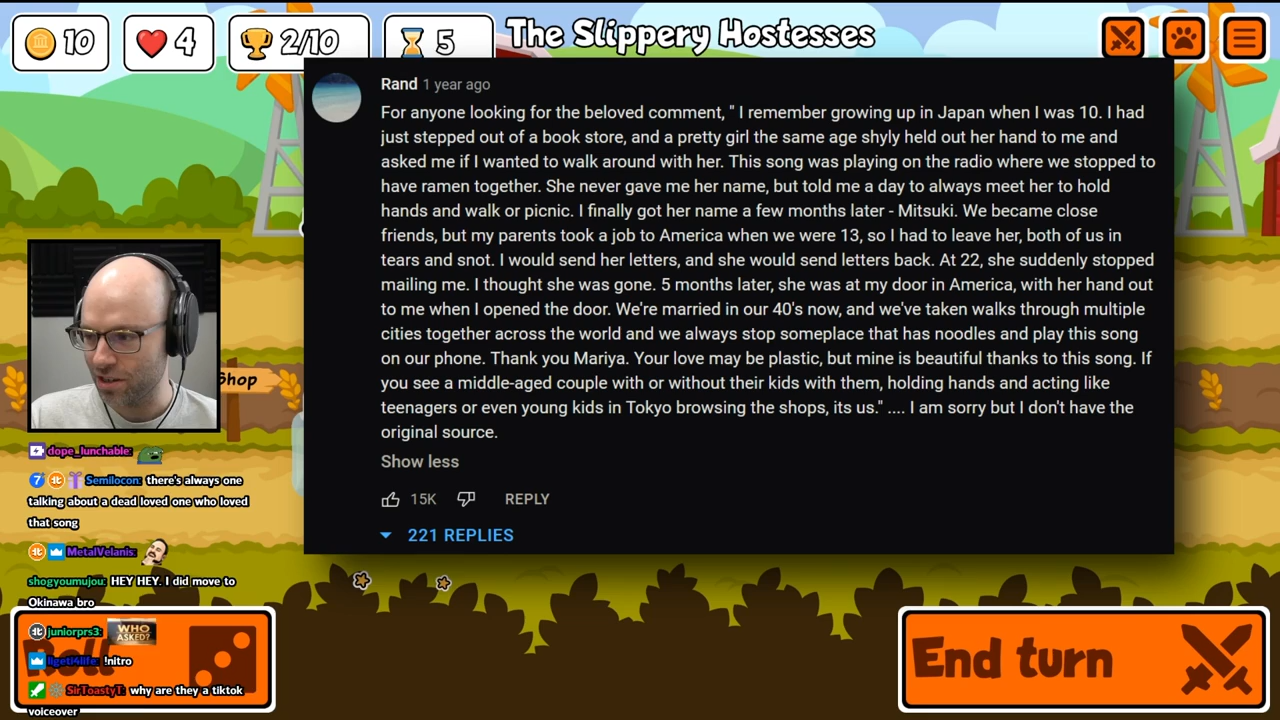 10
4
2/10
5
The Slippery Hostesses
Rand 1 year ago
For anyone looking for the beloved comment, " I remember growing up in Japan when I was 10. I had
just stepped out of a book store, and a pretty girl the same age shyly held out her hand to me and
asked me if I wanted to walk around with her. This song was playing on the radio where we stopped to
have ramen together. She never gave me her name, but told me a day to always meet her to hold
hands and walk or picnic. I finally got her name a few months later - Mitsuki. We became close
friends, but my parents took a job to America when we were 13, so I had to leave her, both of us in
tears and snot. I would send her letters, and she would send letters back. At 22, she suddenly stopped
mailing me. I thought she was gone. 5 months later, she was at my door in America, with her hand out
to me when I opened the door. We're married in our 40's now, and we've taken walks through multiple
cities together across the world and we always stop someplace that has noodles and play this song
on our phone. Thank you Mariya. Your love may be plastic, but mine is beautiful thanks to this song. If
you see a middle-aged couple with or without their kids with them, holding hands and acting like
teenagers or even young kids in Tokyo browsing the shops, its us." .... I am sorry but I don't have the
original source.
Show less
15K REPLY
221 REPLIES
Shop
dope_lunchable:
7 Semilocon: there's always one
talking about a dead loved one who loved
that song
MetalVelanis:
shogyoumujou: HEY HEY. I did move to
Okinawa bro
juniorprs3: WHO ASKED?
ligeti4life: !nitro
SirToastyT: why are they a tiktok
voiceover
Roll
End turn